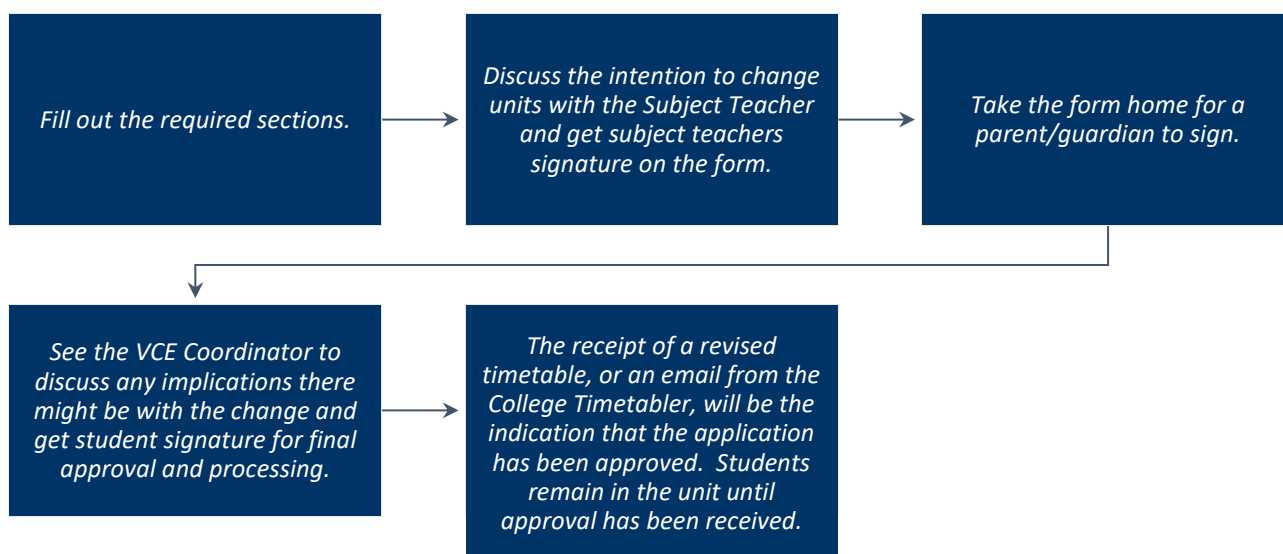 Fill out the required sections.
Discuss the intention to change
units with the Subject Teacher
and get subject teachers
signature on the form.
Take the form home for a
parent/guardian to sign.
See the VCE Coordinator to
discuss any implications there
might be with the change and
get student signature for final
approval and processing.
The receipt of a revised
timetable, or an email from the
College Timetabler, will be the
indication that the application
has been approved.  Students
remain in the unit until
approval has been received.